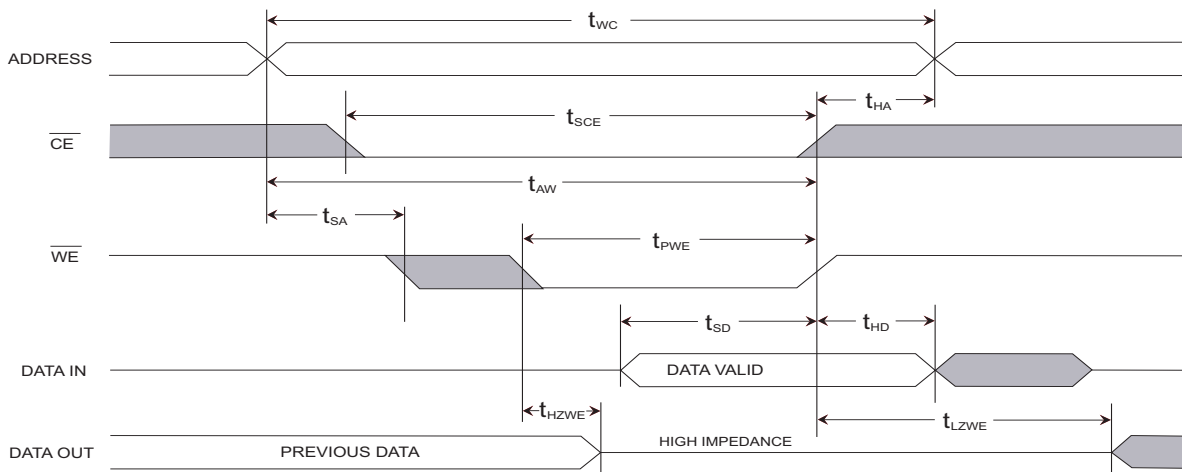 tWC
ADDRESS
tHA
tSCE
CE
tAW
tSA
WE
tPWE
tSD
tHD
DATA IN
DATA VALID
tHZWE
tLZWE
DATA OUT
PREVIOUS DATA
HIGH IMPEDANCE